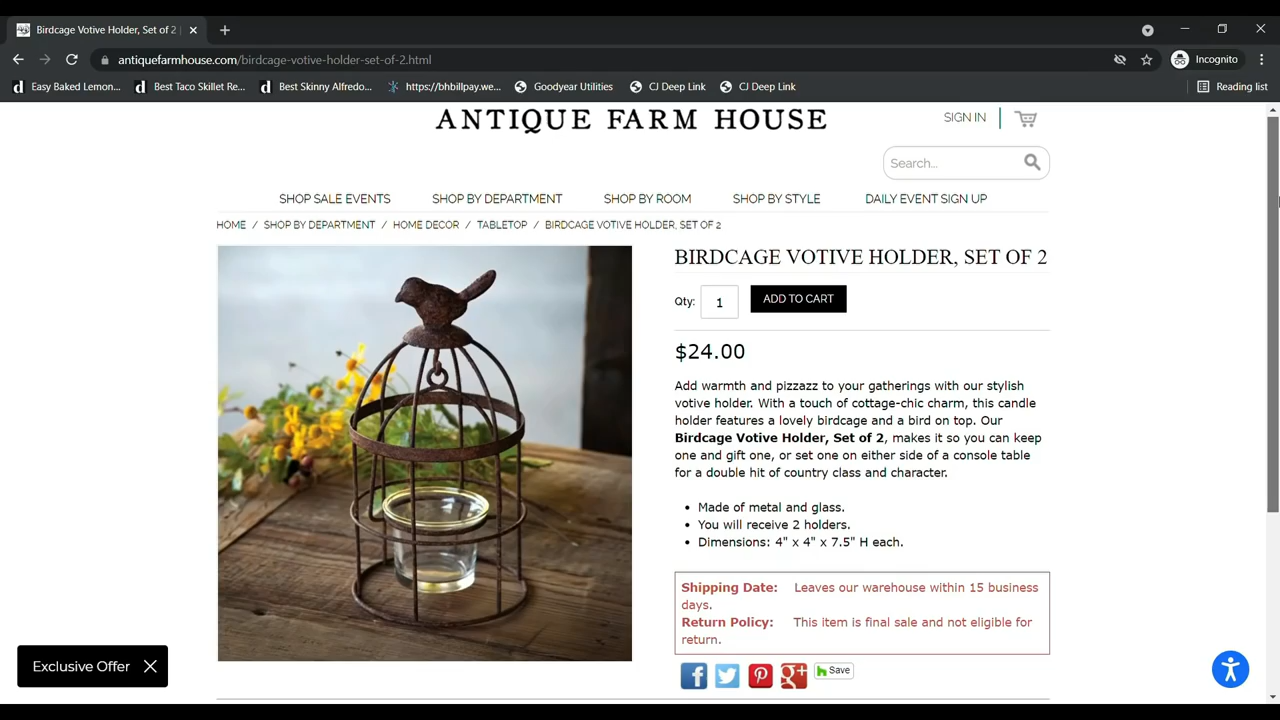 Birdcage Votive Holder, Set of 2
antiquefarmhouse.com/birdcage-votive-holder-set-of-2.html
Incognito
Easy Baked Lemon...
Best Taco Skillet Re...
Best Skinny Alfredo...
https://bhbillpay.we...
Goodyear Utilities
CJ Deep Link
CJ Deep Link
Reading list
ANTIQUE FARM HOUSE
SIGN IN
Search...
SHOP SALE EVENTS
SHOP BY DEPARTMENT
SHOP BY ROOM
SHOP BY STYLE
DAILY EVENT SIGN UP
HOME / SHOP BY DEPARTMENT / HOME DECOR / TABLETOP / BIRDCAGE VOTIVE HOLDER, SET OF 2
BIRDCAGE VOTIVE HOLDER, SET OF 2
Qty: 1 ADD TO CART
$24.00
Add warmth and pizzazz to your gatherings with our stylish
votive holder. With a touch of cottage-chic charm, this candle
holder features a lovely birdcage and a bird on top. Our
Birdcage Votive Holder, Set of 2, makes it so you can keep
one and gift one, or set one on either side of a console table
for a double hit of country class and character.
• Made of metal and glass.
• You will receive 2 holders.
• Dimensions: 4" x 4" x 7.5" H each.
Shipping Date: Leaves our warehouse within 15 business
days.
Return Policy: This item is final sale and not eligible for
return.
Save
Exclusive Offer